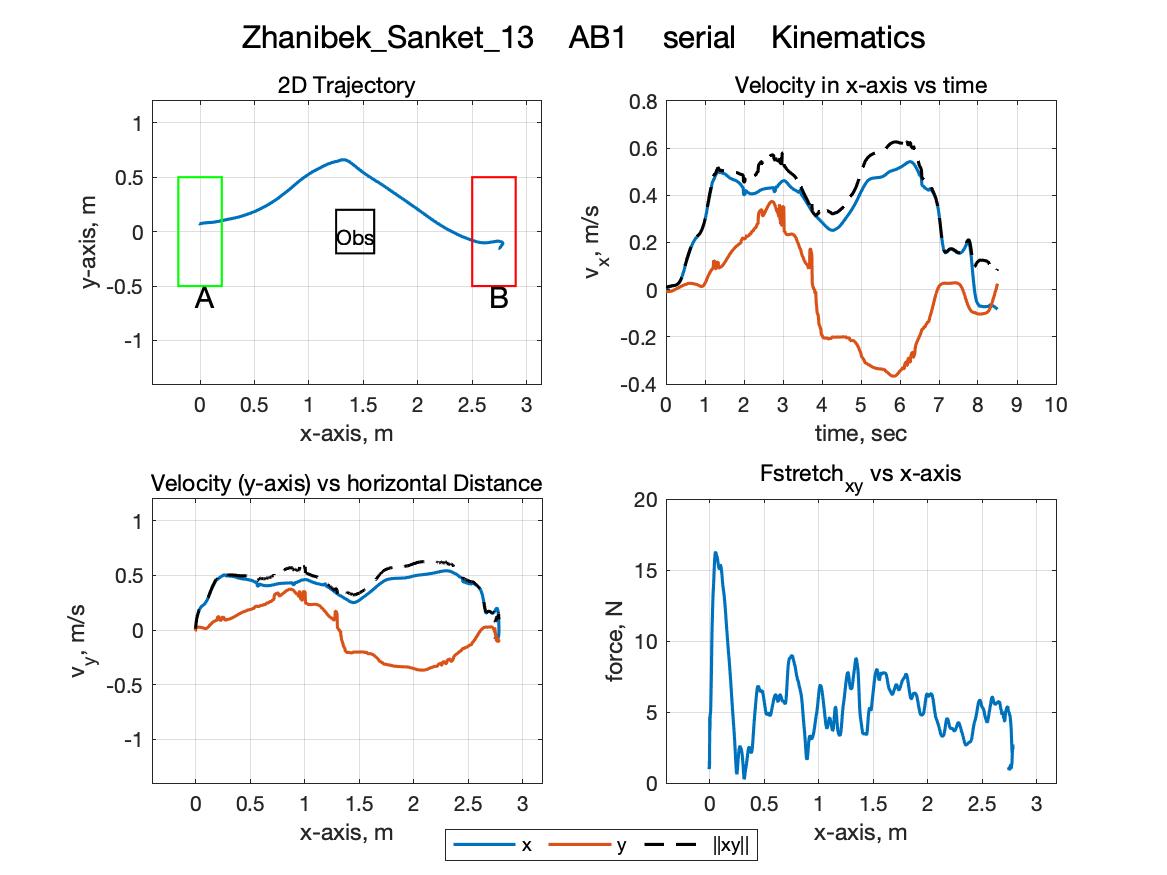 Zhanibek_Sanket_13 AB1 serial Kinematics
2D Trajectory
1
0.5
0
-0.5
-1
y-axis, m
A
Obs
B
0 0.5 1 1.5 2 2.5 3
x-axis, m
Velocity in x-axis vs time
0.8
0.6
0.4
0.2
0
-0.2
-0.4
v_x, m/s
0 1 2 3 4 5 6 7 8 9 10
time, sec
Velocity (y-axis) vs horizontal Distance
1
0.5
0
-0.5
-1
v_y, m/s
0 0.5 1 1.5 2 2.5 3
x-axis, m
Fstretch_xy vs x-axis
20
15
10
5
0
force, N
0 0.5 1 1.5 2 2.5 3
x-axis, m
x y ||xy||